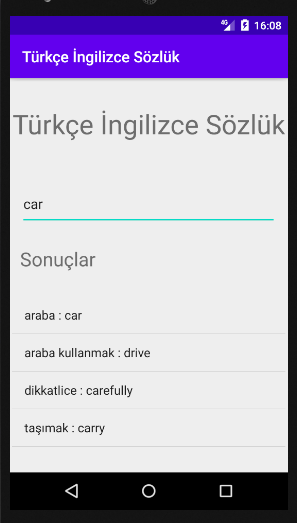 4G 16:08
Türkçe İngilizce Sözlük
Türkçe İngilizce Sözlük
car
Sonuçlar
araba : car
araba kullanmak : drive
dikkatlice : carefully
taşımak : carry